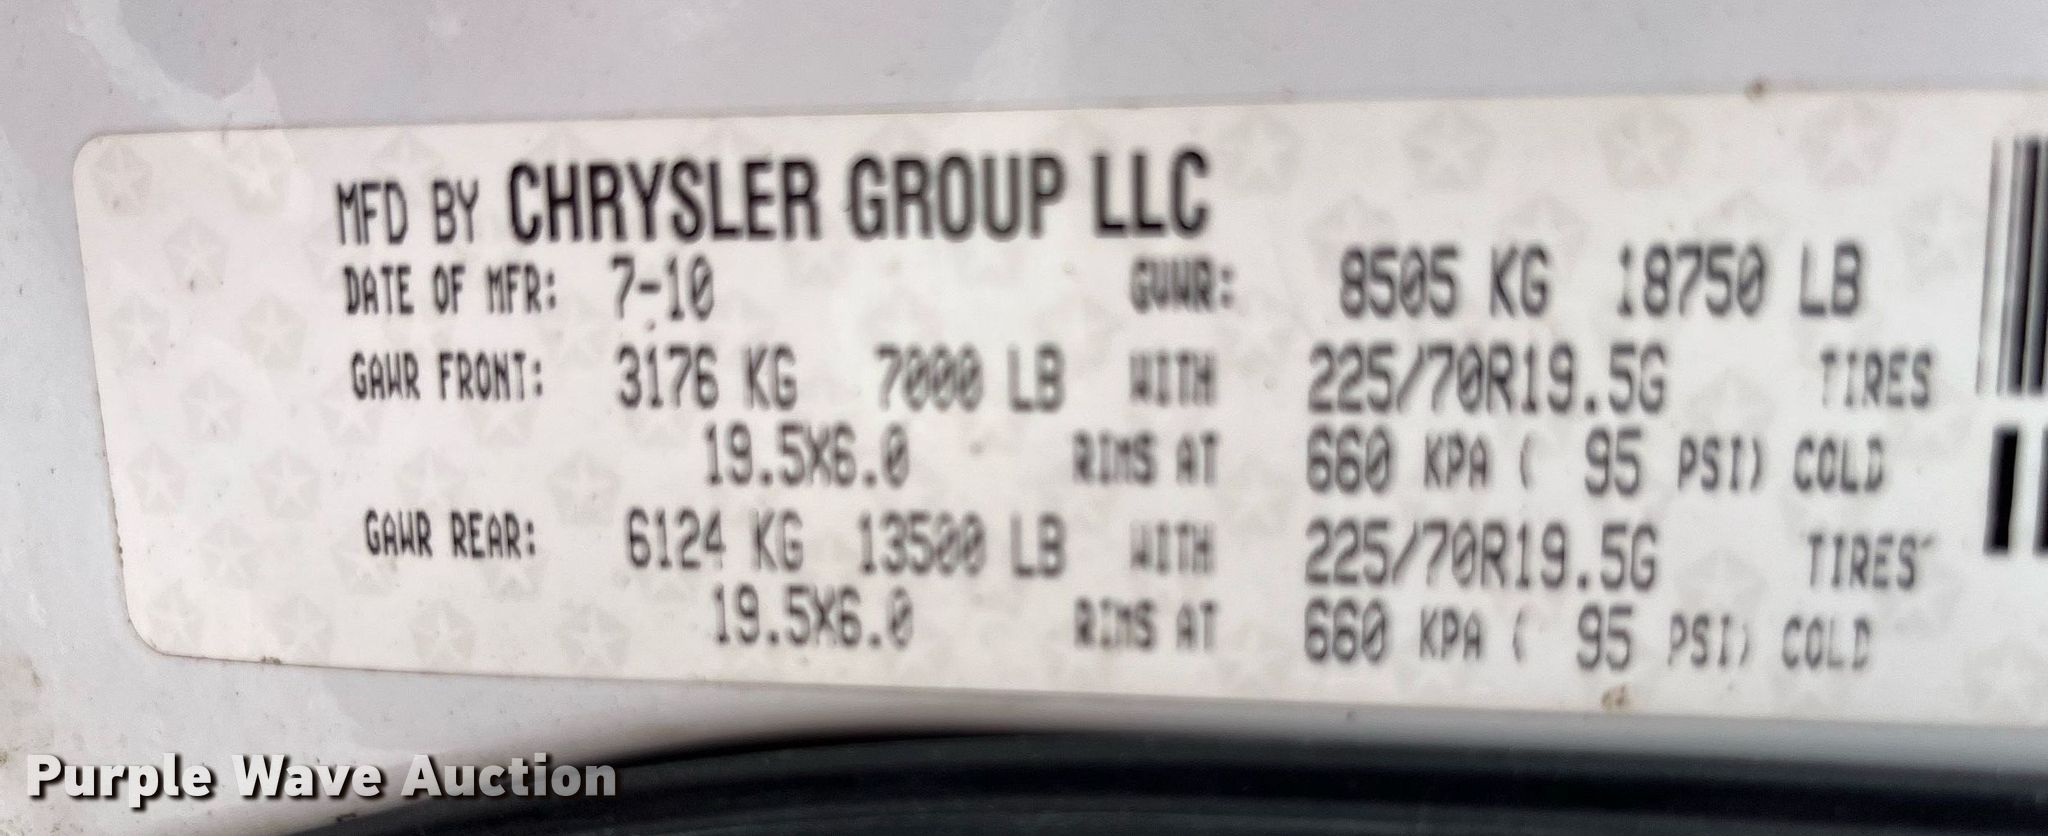 MFD BY CHRYSLER GROUP LLC
DATE OF MFR: 7-10 GVWR: 8505 KG 18750 LB
GAWR FRONT: 3176 KG 7000 LB WITH 225/70R19.5G TIRES
19.5X6.0 RIMS AT 660 KPA ( 95 PSI) COLD
GAWR REAR: 6124 KG 13500 LB WITH 225/70R19.5G TIRES
19.5X6.0 RIMS AT 660 KPA ( 95 PSI) COLD
Purple Wave Auction